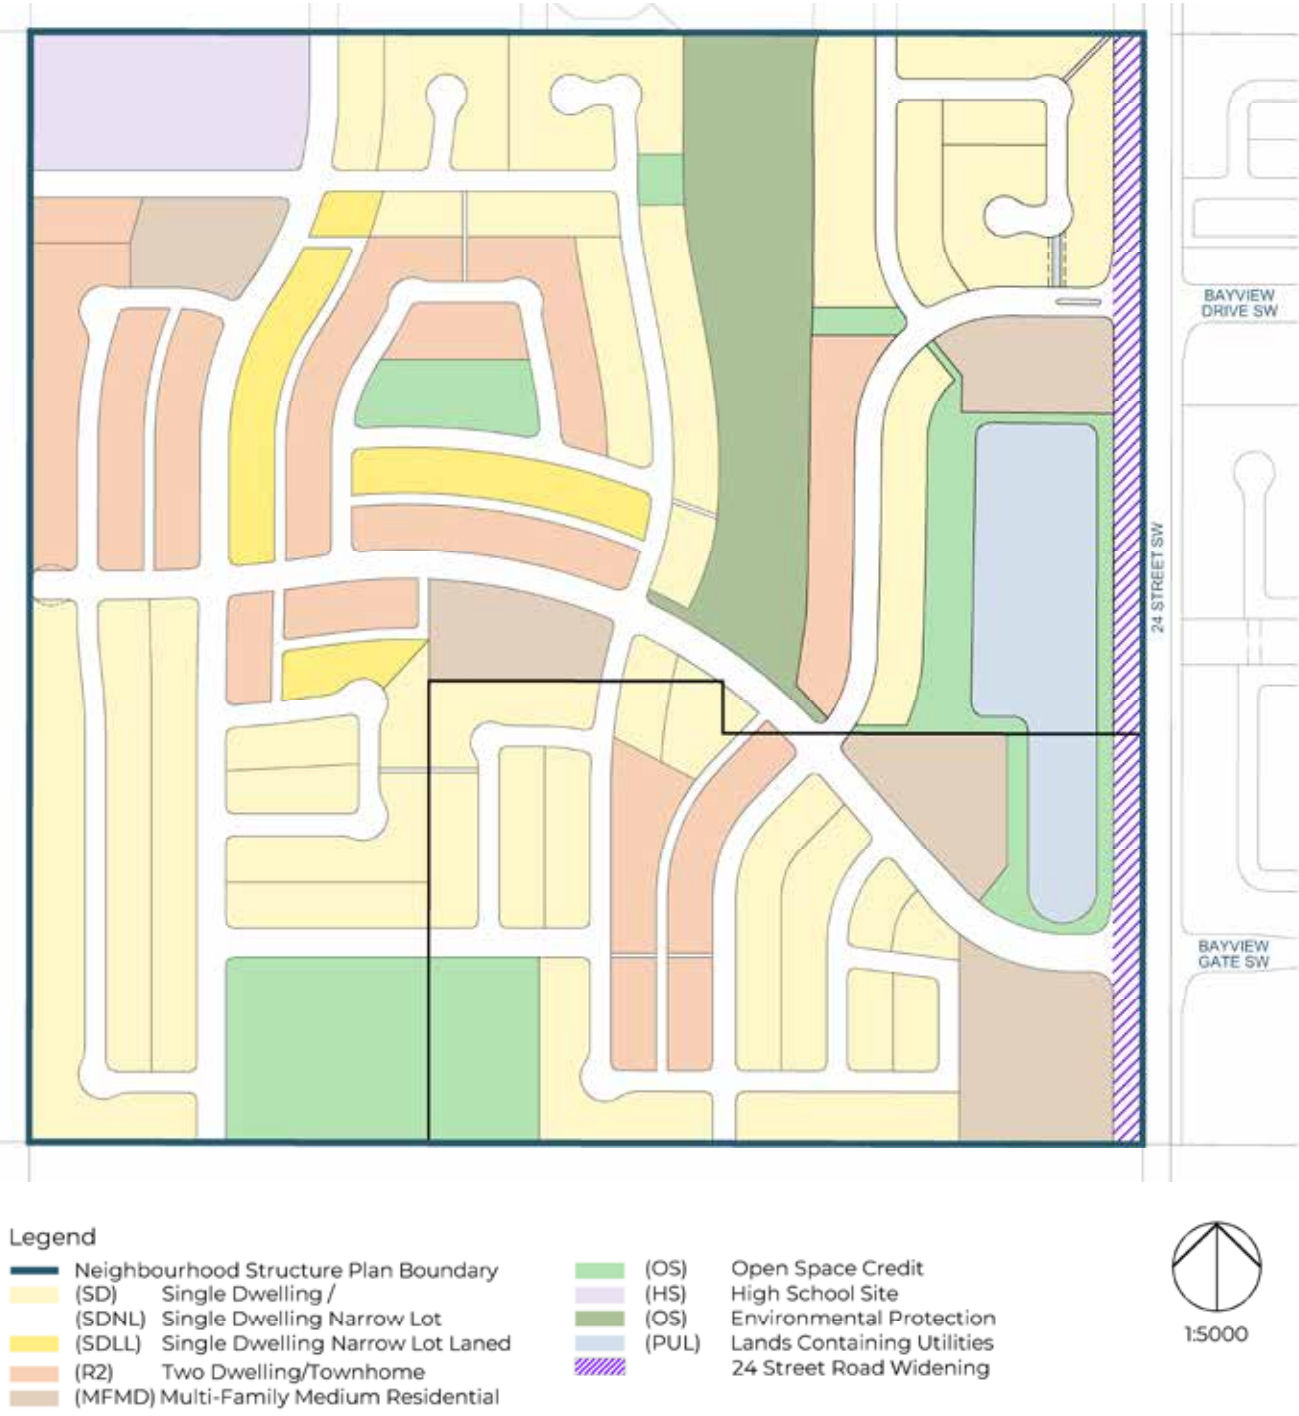 BAYVIEW
DRIVE SW
24 STREET SW
BAYVIEW
GATE SW
Legend
Neighbourhood Structure Plan Boundary
(SD) Single Dwelling /
(SDNL) Single Dwelling Narrow Lot
(SDLL) Single Dwelling Narrow Lot Laned
(R2) Two Dwelling/Townhome
(MFMD) Multi-Family Medium Residential
(OS) Open Space Credit
(HS) High School Site
(OS) Environmental Protection
(PUL) Lands Containing Utilities
24 Street Road Widening
1:5000